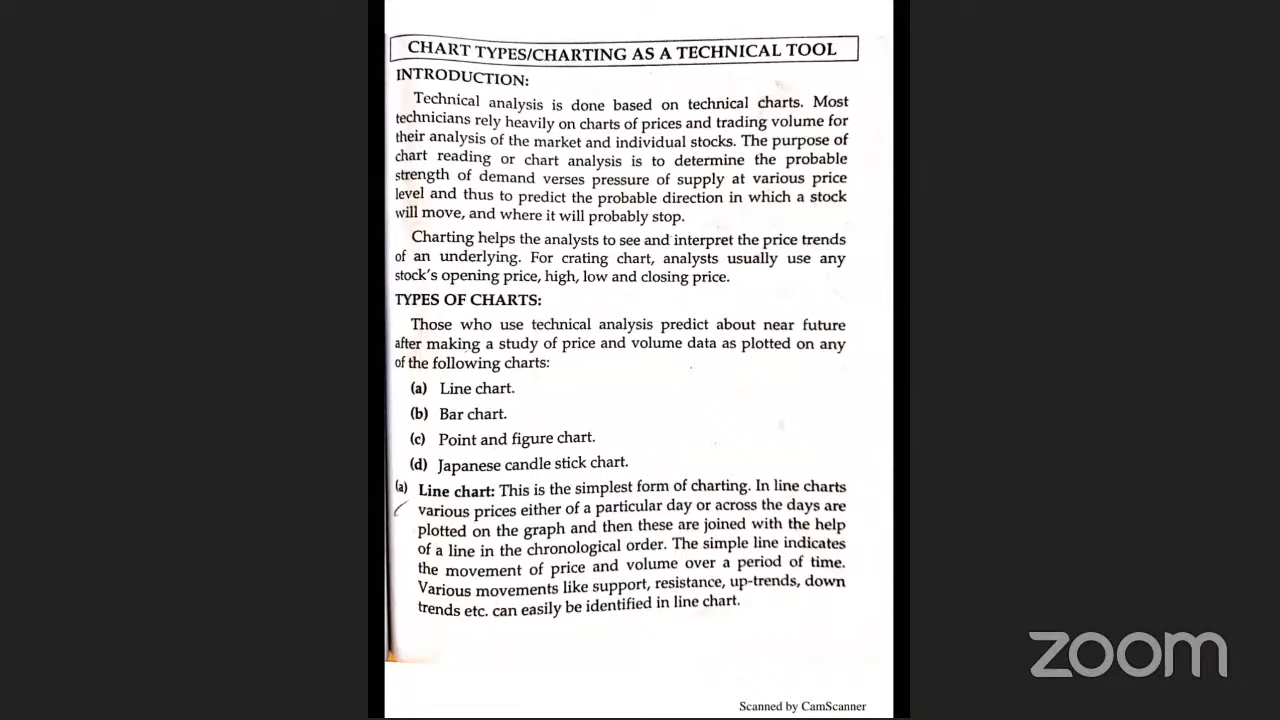 CHART TYPES/CHARTING AS A TECHNICAL TOOL
INTRODUCTION:
Technical analysis is done based on technical charts. Most
technicians rely heavily on charts of prices and trading volume for
their analysis of the market and individual stocks. The purpose of
chart reading or chart analysis is to determine the probable
strength of demand verses pressure of supply at various price
level and thus to predict the probable direction in which a stock
will move, and where it will probably stop.
Charting helps the analysts to see and interpret the price trends
of an underlying. For crating chart, analysts usually use any
stock's opening price, high, low and closing price.
TYPES OF CHARTS:
Those who use technical analysis predict about near future
after making a study of price and volume data as plotted on any
of the following charts:
(a) Line chart.
(b) Bar chart.
(c) Point and figure chart.
(d) Japanese candle stick chart.
(a) Line chart: This is the simplest form of charting. In line charts
various prices either of a particular day or across the days are
plotted on the graph and then these are joined with the help
of a line in the chronological order. The simple line indicates
the movement of price and volume over a period of time.
Various movements like support, resistance, up-trends, down
trends etc. can easily be identified in line chart.
zoom
Scanned by CamScanner